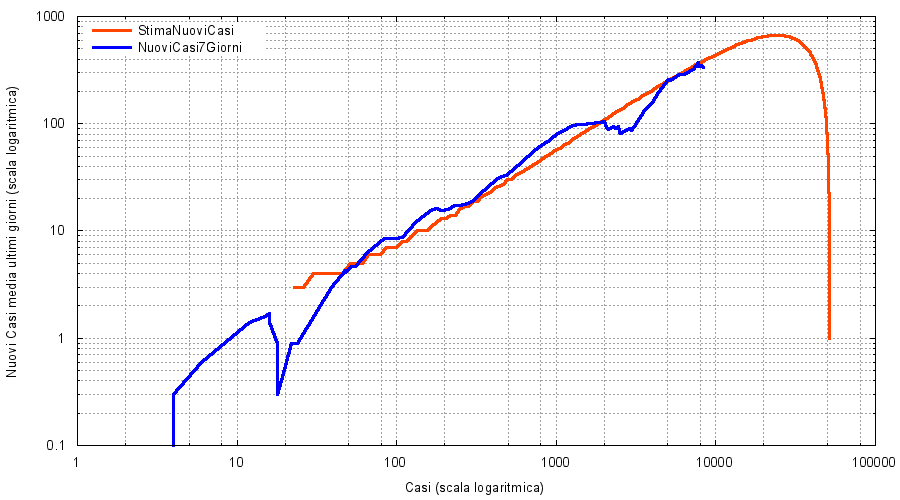 StimaNuoviCasi
NuoviCasi7Giorni
Nuovi Casi media ultimi giorni (scala logaritmica)
1000
100
10
1
0.1
1 10 100 1000 10000 100000
Casi (scala logaritmica)